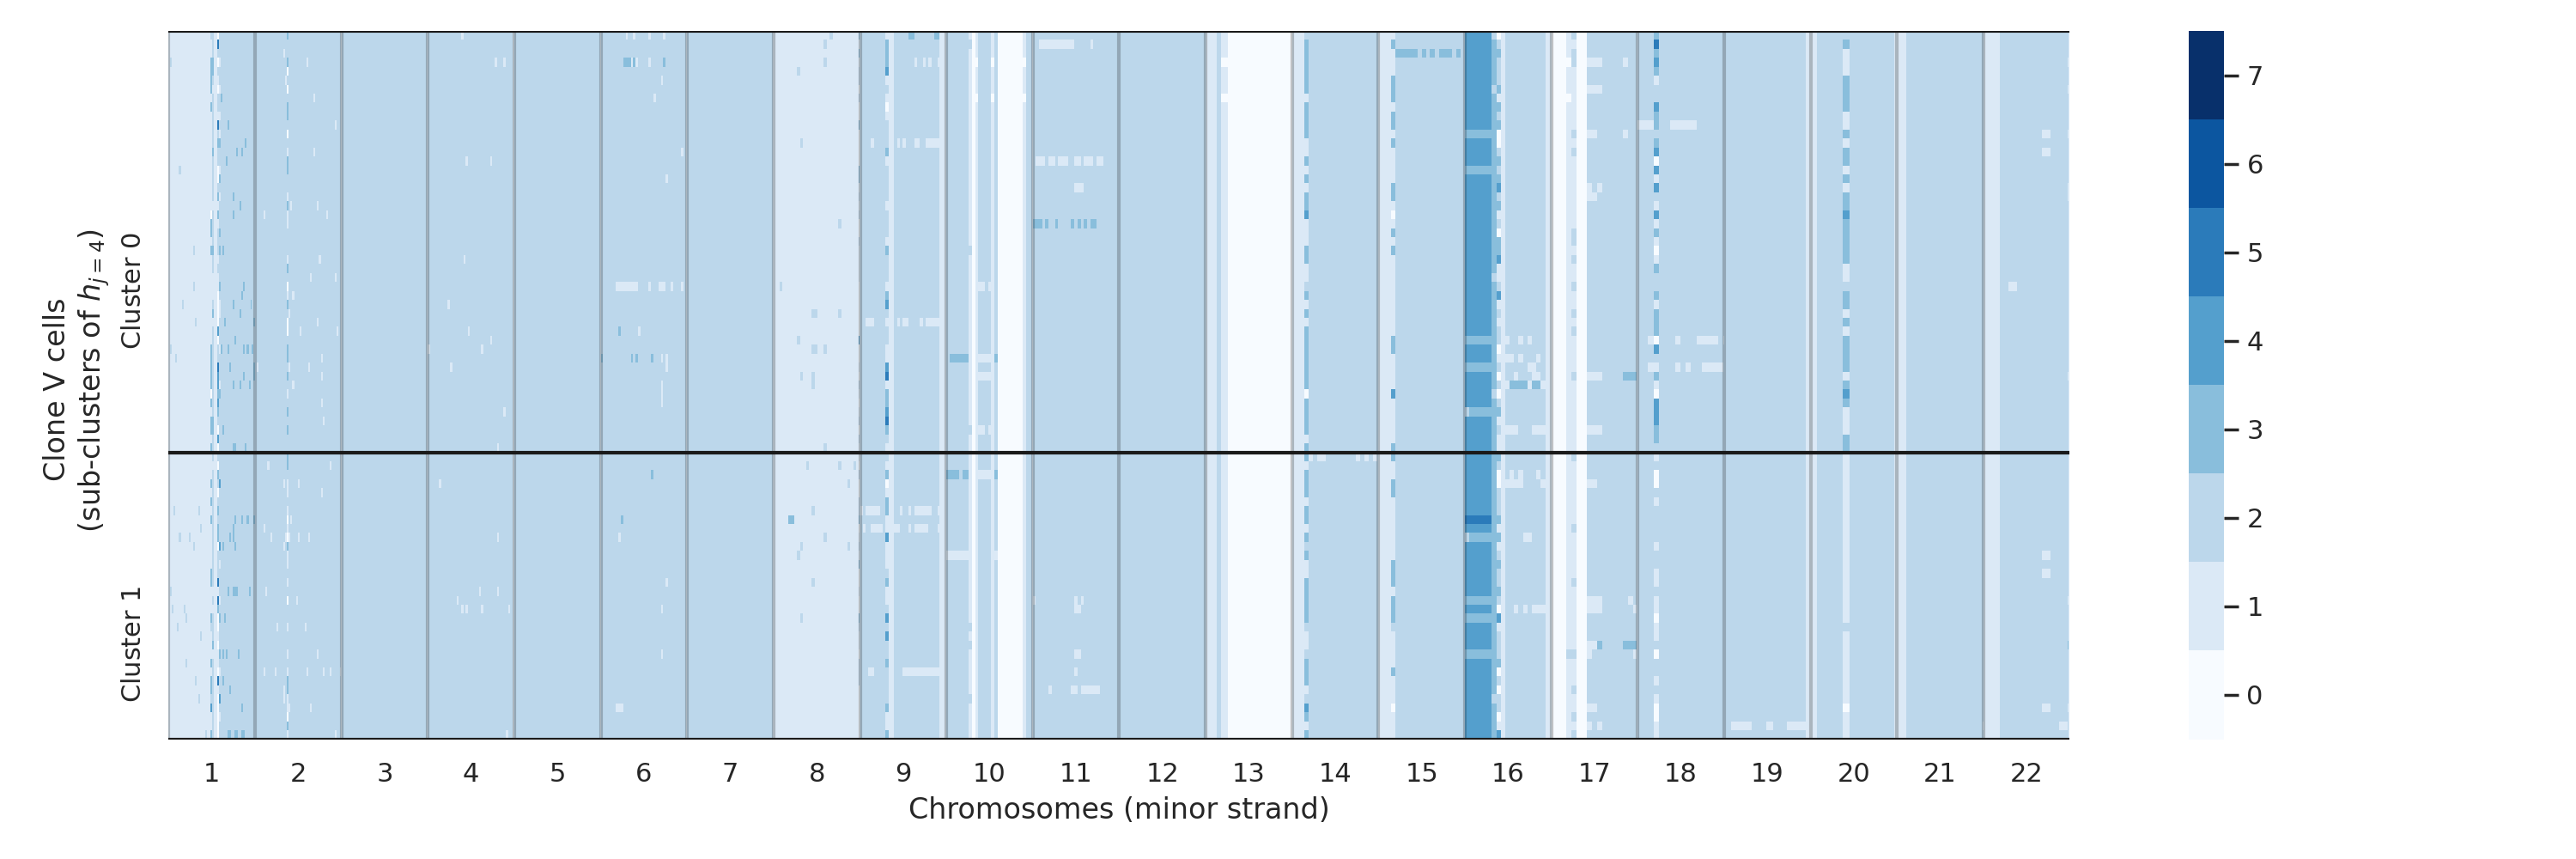 Clone V cells
(sub-clusters of h_{j=4})
Cluster 0
Cluster 1
1 2 3 4 5 6 7 8 9 10 11 12 13 14 15 16 17 18 19 20 21 22
Chromosomes (minor strand)
7
6
5
4
3
2
1
0